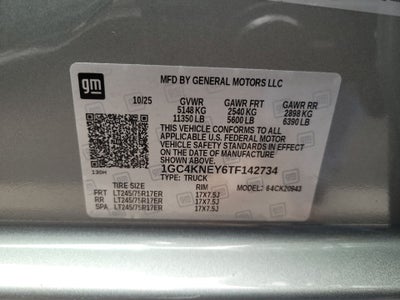 gm
MFD BY GENERAL MOTORS LLC
10/25 GVWR GAWR FRT GAWR RR
5148 KG 2540 KG 2898 KG
11350 LB 5600 LB 6390 LB
THIS VEHICLE CONFORMS TO ALL
APPLICABLE U.S. FEDERAL MOTOR
VEHICLE SAFETY STANDARDS IN
EFFECT ON THE DATE OF
MANUFACTURE SHOWN ABOVE.
1GC4KNEY6TF142734
TYPE: TRUCK
TIRE SIZE RIM MODEL: 64CK20943
FRT LT245/75R17ER 17X7.5J
RR LT245/75R17ER 17X7.5J
SPA LT245/75R17ER 17X7.5J